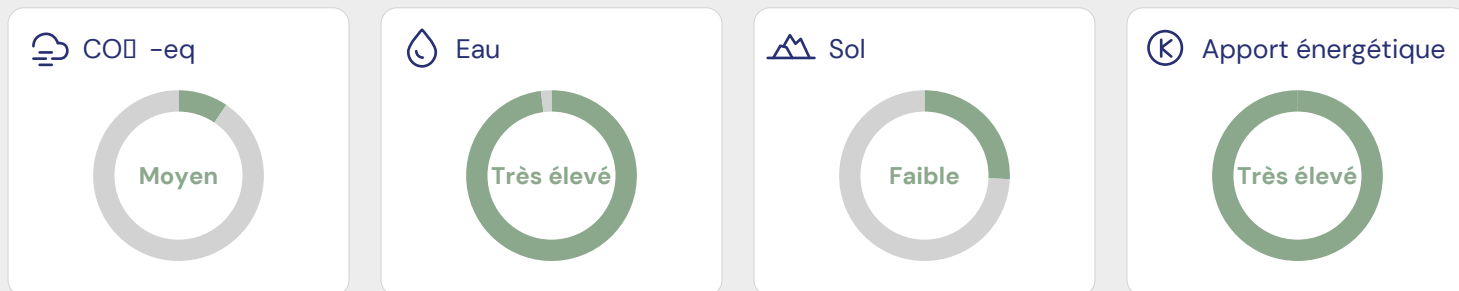 CO▯ -eq
Moyen
Eau
Très élevé
Sol
Faible
Apport énergétique
Très élevé